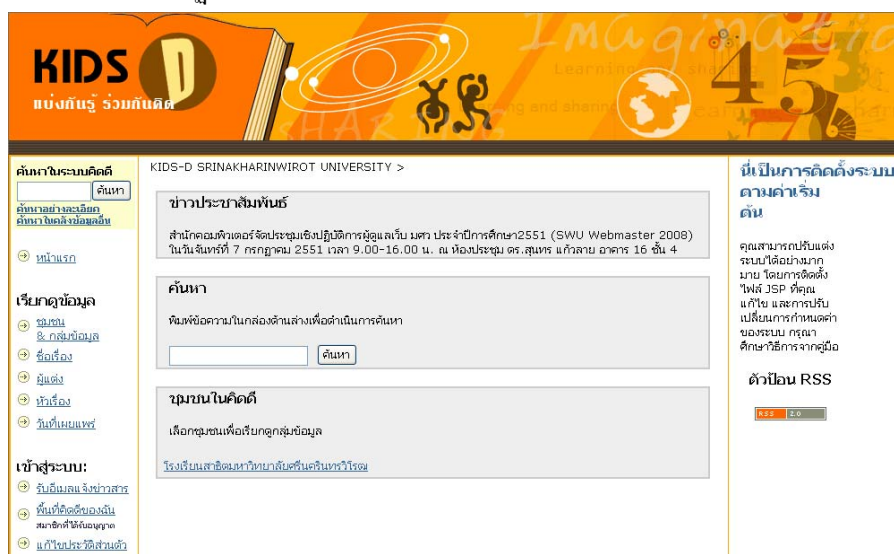 KIDS D
แบ่งกันรู้ ร่วมกันคิด
Imaginatic
Learning
SHARING
4 5
ค้นหาในระบบคิดดี
ค้นหา
ค้นหาอย่างละเอียด
ค้นหาในคลังข้อมูลอื่น
หน้าแรก
เรียกดูข้อมูล
ชุมชน
& กลุ่มข้อมูล
ชื่อเรื่อง
ผู้แต่ง
หัวเรื่อง
วันที่เผยแพร่
เข้าสู่ระบบ:
รับอีเมลแจ้งข่าวสาร
พื้นที่คิดดีของฉัน
สมาชิกที่ได้รับอนุญาต
แก้ไขประวัติส่วนตัว
KIDS-D SRINAKHARINWIROT UNIVERSITY >
ข่าวประชาสัมพันธ์
สำนักคอมพิวเตอร์จัดประชุมเชิงปฏิบัติการผู้ดูแลเว็บ มศว ประจำปีการศึกษา2551 (SWU Webmaster 2008)
ในวันจันทร์ที่ 7 กรกฎาคม 2551 เวลา 9.00-16.00 น. ณ ห้องประชุม ดร.สุนทร แก้วลาย อาคาร 16 ชั้น 4
ค้นหา
พิมพ์ข้อความในกล่องด้านล่างเพื่อดำเนินการค้นหา
ค้นหา
ชุมชนในคิดดี
เลือกชุมชนเพื่อเรียกดูกลุ่มข้อมูล
โรงเรียนสาธิตมหาวิทยาลัยศรีนครินทรวิโรฒ
นี่เป็นการติดตั้งระบบ
ตามค่าเริ่ม
ต้น
คุณสามารถปรับแต่ง
ระบบได้อย่างมาก
มาย โดยการติดตั้ง
ไฟล์ JSP ที่คุณ
แก้ไข และการปรับ
เปลี่ยนการกำหนดค่า
ของระบบ กรุณา
ศึกษาวิธีการจากคู่มือ
ตัวป้อน RSS
RSS 2.0